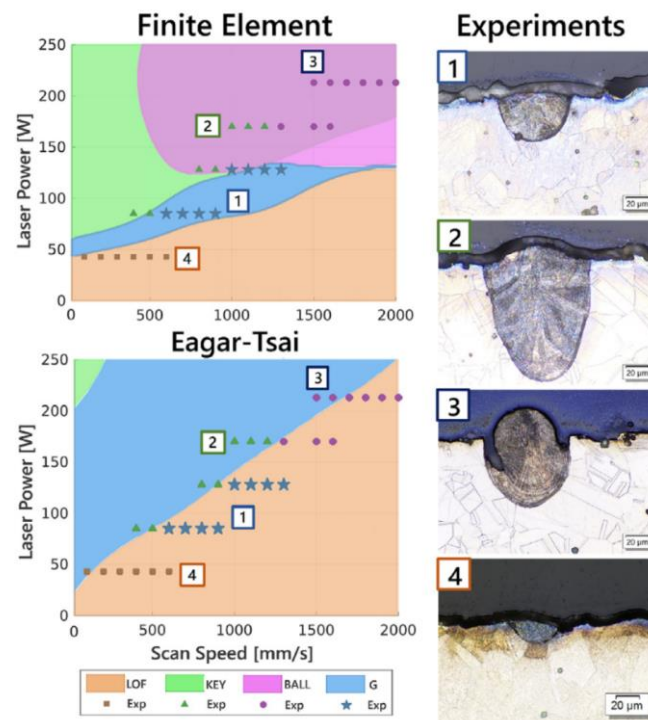 Finite Element
Experiments
250
200
150
100
50
0
Laser Power [W]
0
500
1000
1500
2000
3
2
1
4
Eagar-Tsai
250
200
150
100
50
0
Laser Power [W]
0
500
1000
1500
2000
Scan Speed [mm/s]
3
2
1
4
LOF KEY BALL G
Exp Exp Exp Exp
1
20 µm
2
20 µm
3
20 µm
4
20 µm